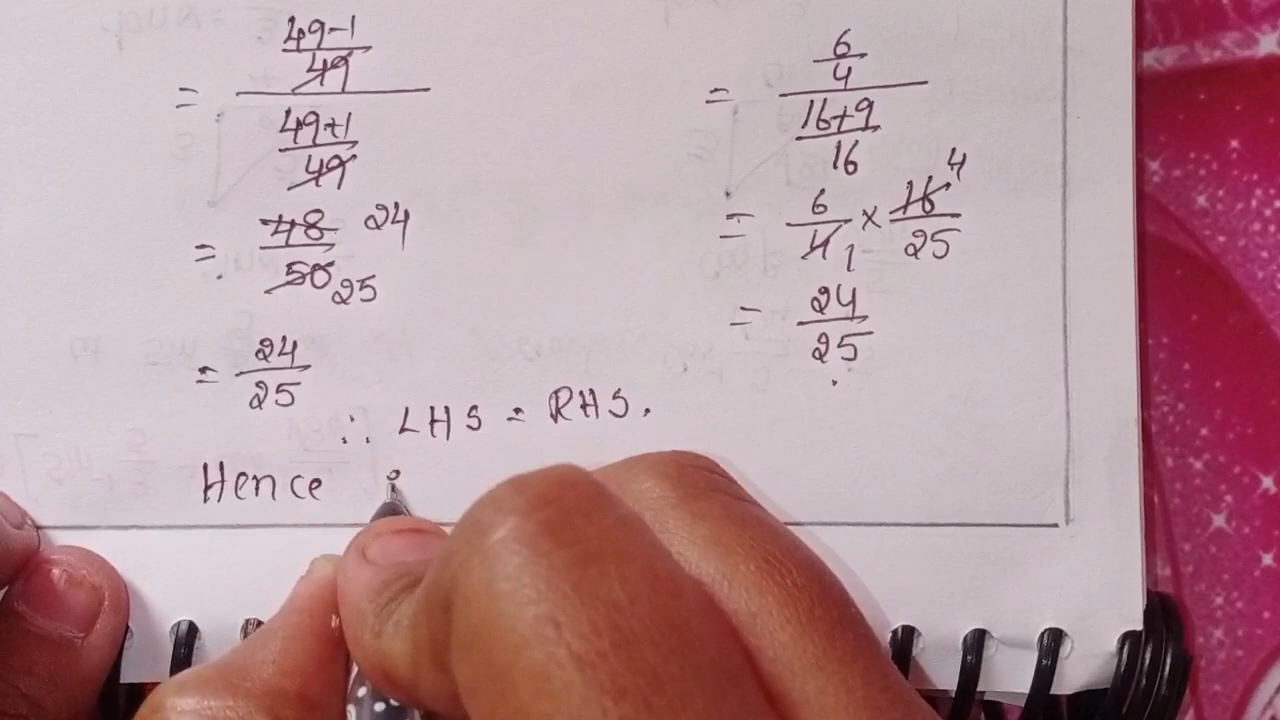 = (49-1/49)/(49+1/49)
= 48/50 24 25
= 24/25
= (6/4)/(16+9/16)
= 6/4 1 × 16 4/25
= 24/25
∴ LHS = RHS.
Hence